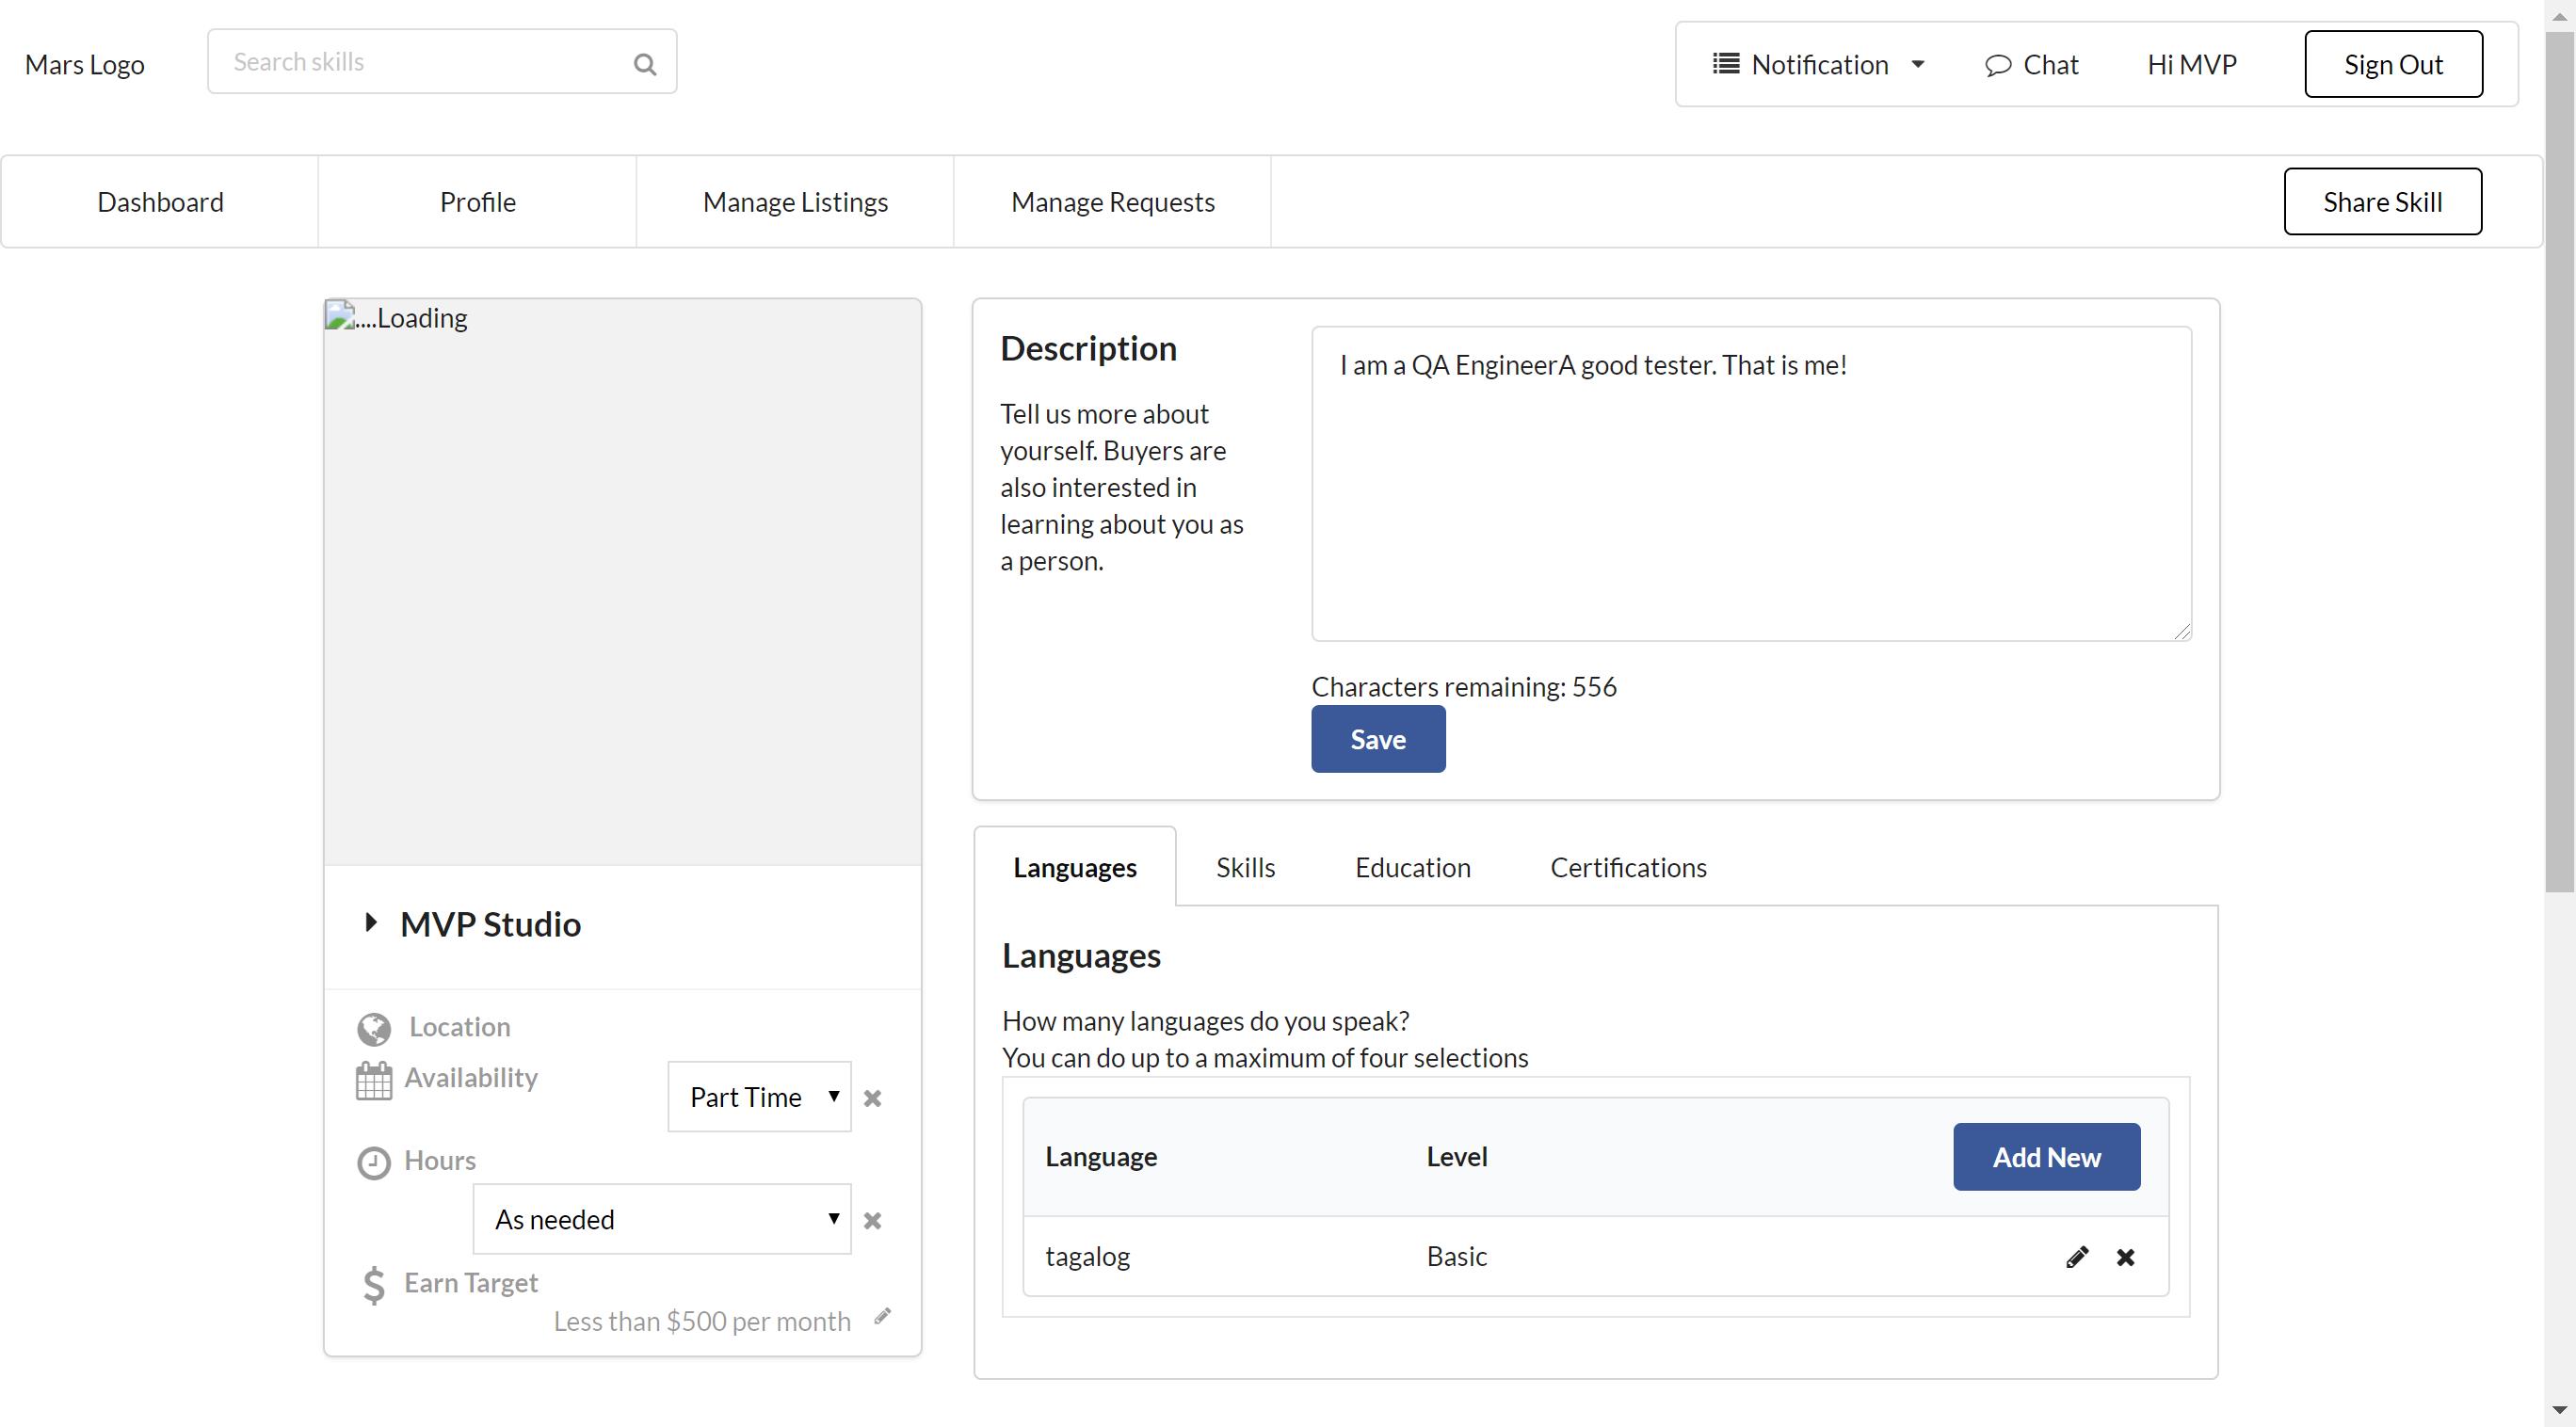 Mars Logo
Search skills
Notification
Chat
Hi MVP
Sign Out
Dashboard
Profile
Manage Listings
Manage Requests
Share Skill
....Loading
MVP Studio
Location
Availability
Part Time
Hours
As needed
Earn Target
Less than $500 per month
Description
Tell us more about
yourself. Buyers are
also interested in
learning about you as
a person.
I am a QA EngineerA good tester. That is me!
Characters remaining: 556
Save
Languages
Skills
Education
Certifications
Languages
How many languages do you speak?
You can do up to a maximum of four selections
Language
Level
Add New
tagalog
Basic